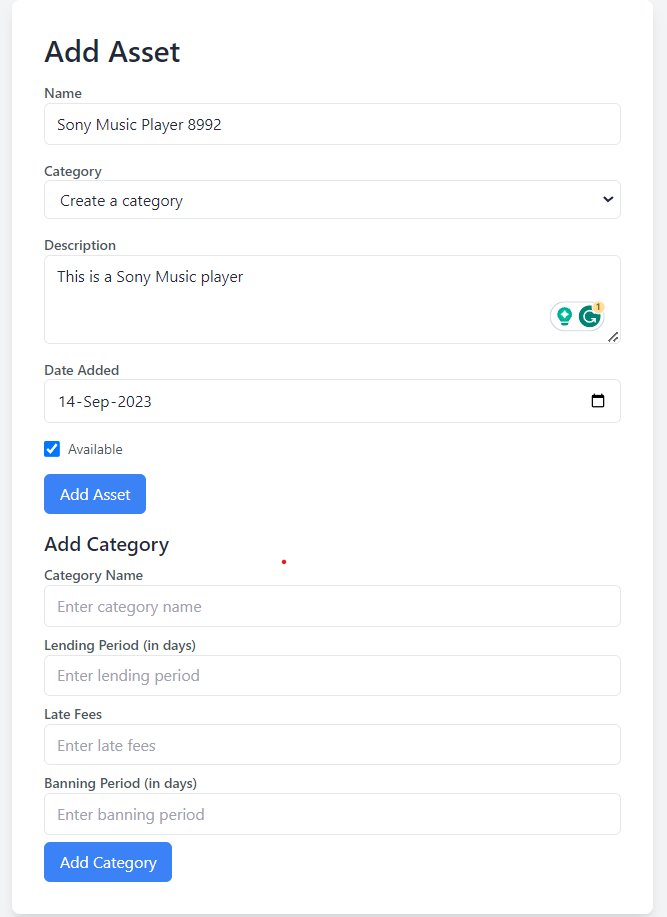 Add Asset
Name
Sony Music Player 8992
Category
Create a category
Description
This is a Sony Music player
1
Date Added
14-Sep-2023
Available
Add Asset
Add Category
Category Name
Enter category name
Lending Period (in days)
Enter lending period
Late Fees
Enter late fees
Banning Period (in days)
Enter banning period
Add Category